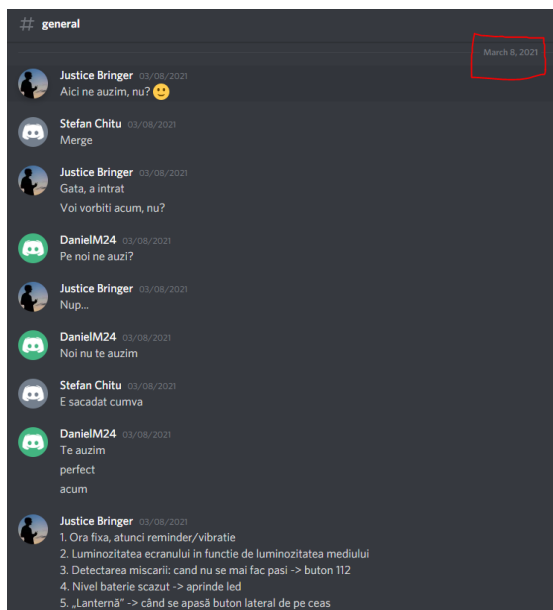 # general
March 8, 2021
Justice Bringer 03/08/2021
Aici ne auzim, nu? 🙂
Stefan Chitu 03/08/2021
Merge
Justice Bringer 03/08/2021
Gata, a intrat
Voi vorbiti acum, nu?
DanielM24 03/08/2021
Pe noi ne auzi?
Justice Bringer 03/08/2021
Nup...
DanielM24 03/08/2021
Noi nu te auzim
Stefan Chitu 03/08/2021
E sacadat cumva
DanielM24 03/08/2021
Te auzim
perfect
acum
Justice Bringer 03/08/2021
1. Ora fixa, atunci reminder/vibratie
2. Luminozitatea ecranului in functie de luminozitatea mediului
3. Detectarea miscarii: cand nu se mai fac pasi -> buton 112
4. Nivel baterie scazut -> aprinde led
5. „Lanternă” -> când se apasă buton lateral de pe ceas